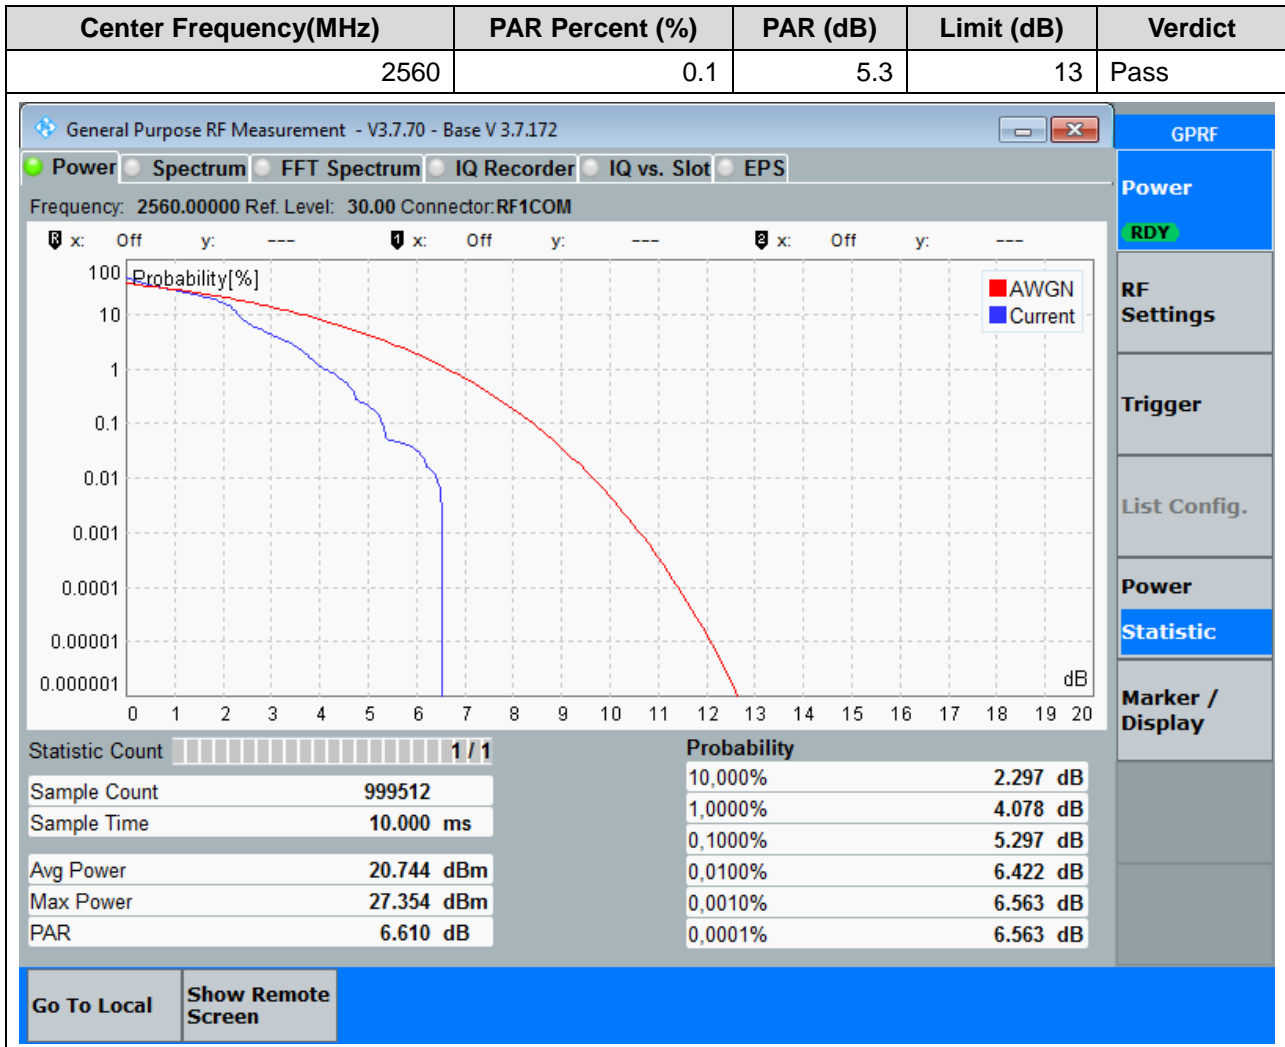 Center Frequency(MHz) PAR Percent (%) PAR (dB) Limit (dB) Verdict
2560 0.1 5.3 13 Pass
General Purpose RF Measurement - V3.7.70 - Base V 3.7.172
GPRF
Power Spectrum FFT Spectrum IQ Recorder IQ vs. Slot EPS
Frequency: 2560.00000 Ref. Level: 30.00 Connector: RF1COM
R x: Off y: --- 1 x: Off y: --- 2 x: Off y: ---
Probability[%]
AWGN
Current
100
10
1
0.1
0.01
0.001
0.0001
0.00001
0.000001
dB
0 1 2 3 4 5 6 7 8 9 10 11 12 13 14 15 16 17 18 19 20
Statistic Count 1 / 1
Sample Count 999512
Sample Time 10.000 ms
Avg Power 20.744 dBm
Max Power 27.354 dBm
PAR 6.610 dB
Probability
10,000% 2.297 dB
1,0000% 4.078 dB
0,1000% 5.297 dB
0,0100% 6.422 dB
0,0010% 6.563 dB
0,0001% 6.563 dB
Power
RDY
RF
Settings
Trigger
List Config.
Power
Statistic
Marker /
Display
Go To Local
Show Remote
Screen